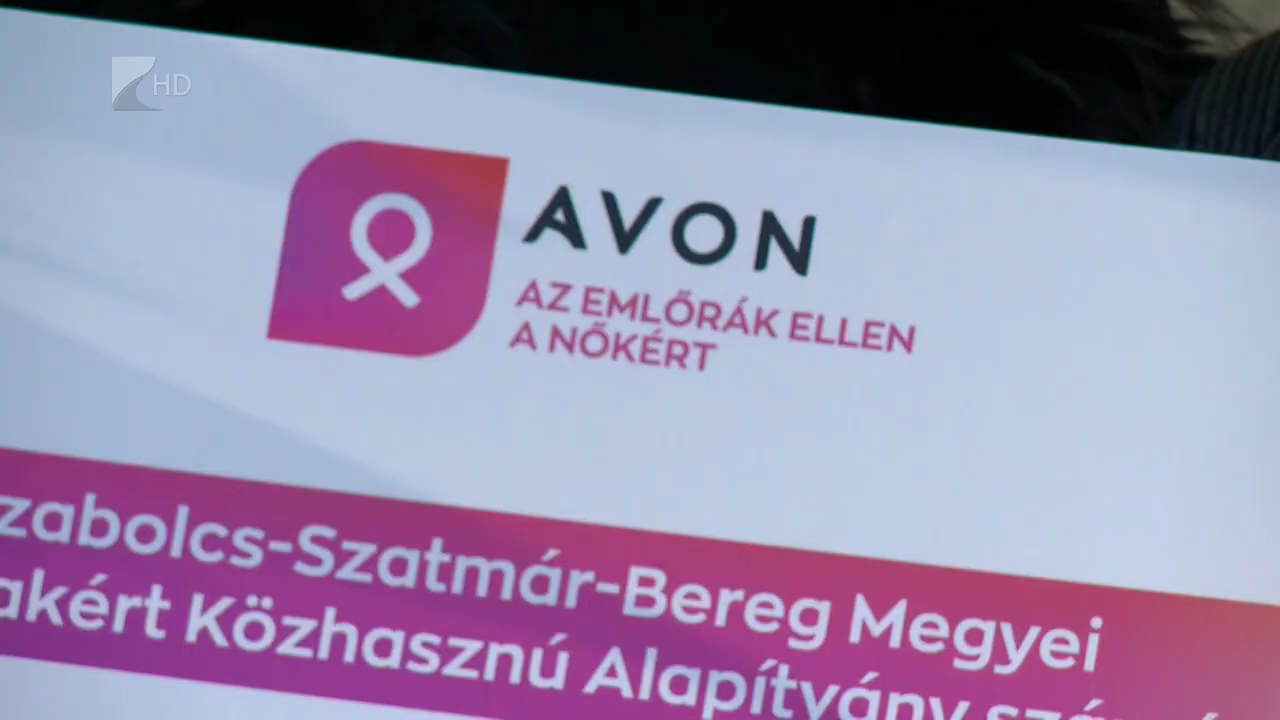 HD
AVON
AZ EMLŐRÁK ELLEN
A NŐKÉRT
zabolcs-Szatmár-Bereg Megyei
akért Közhasznú Alapítvány